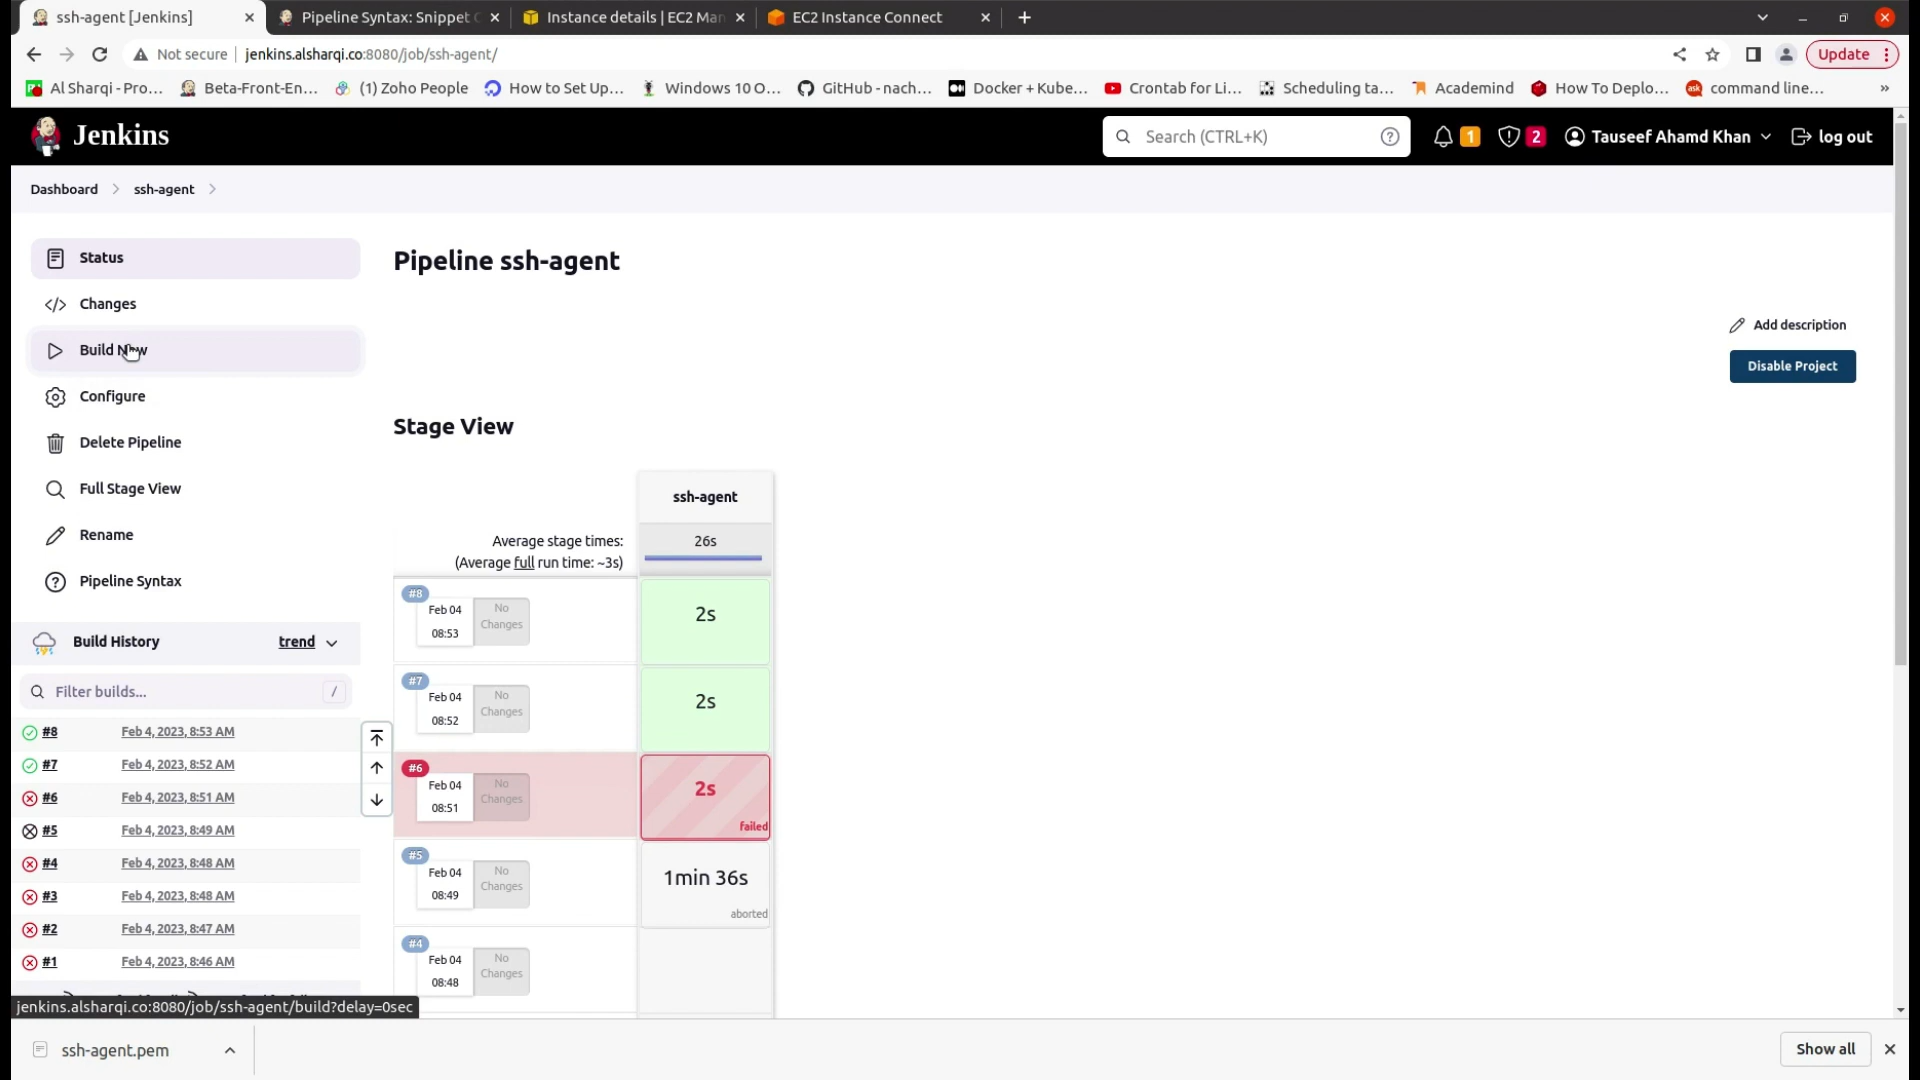 ssh-agent [Jenkins]
Pipeline Syntax: Snippet
Instance details | EC2 Man
EC2 Instance Connect
Not secure
jenkins.alsharqi.co:8080/job/ssh-agent/
Update
Al Sharqi - Pro...
Beta-Front-En...
(1) Zoho People
How to Set Up...
Windows 10 O...
GitHub - nach...
Docker + Kube...
Crontab for Li...
Scheduling ta...
Academind
How To Deplo...
command line...
»
Jenkins
Search (CTRL+K)
1
2
Tauseef Ahamd Khan
log out
Dashboard
ssh-agent
Status
Changes
Build Now
Configure
Delete Pipeline
Full Stage View
Rename
Pipeline Syntax
Build History
trend
Filter builds...
/
#8 Feb 4, 2023, 8:53 AM
#7 Feb 4, 2023, 8:52 AM
#6 Feb 4, 2023, 8:51 AM
#5 Feb 4, 2023, 8:49 AM
#4 Feb 4, 2023, 8:48 AM
#3 Feb 4, 2023, 8:48 AM
#2 Feb 4, 2023, 8:47 AM
#1 Feb 4, 2023, 8:46 AM
Pipeline ssh-agent
Add description
Disable Project
Stage View
ssh-agent
Average stage times:
(Average full run time: ~3s)
26s
#8
Feb 04
08:53
No
Changes
2s
#7
Feb 04
08:52
No
Changes
2s
#6
Feb 04
08:51
No
Changes
2s
failed
#5
Feb 04
08:49
No
Changes
1min 36s
aborted
#4
Feb 04
08:48
No
Changes
jenkins.alsharqi.co:8080/job/ssh-agent/build?delay=0sec
ssh-agent.pem
Show all